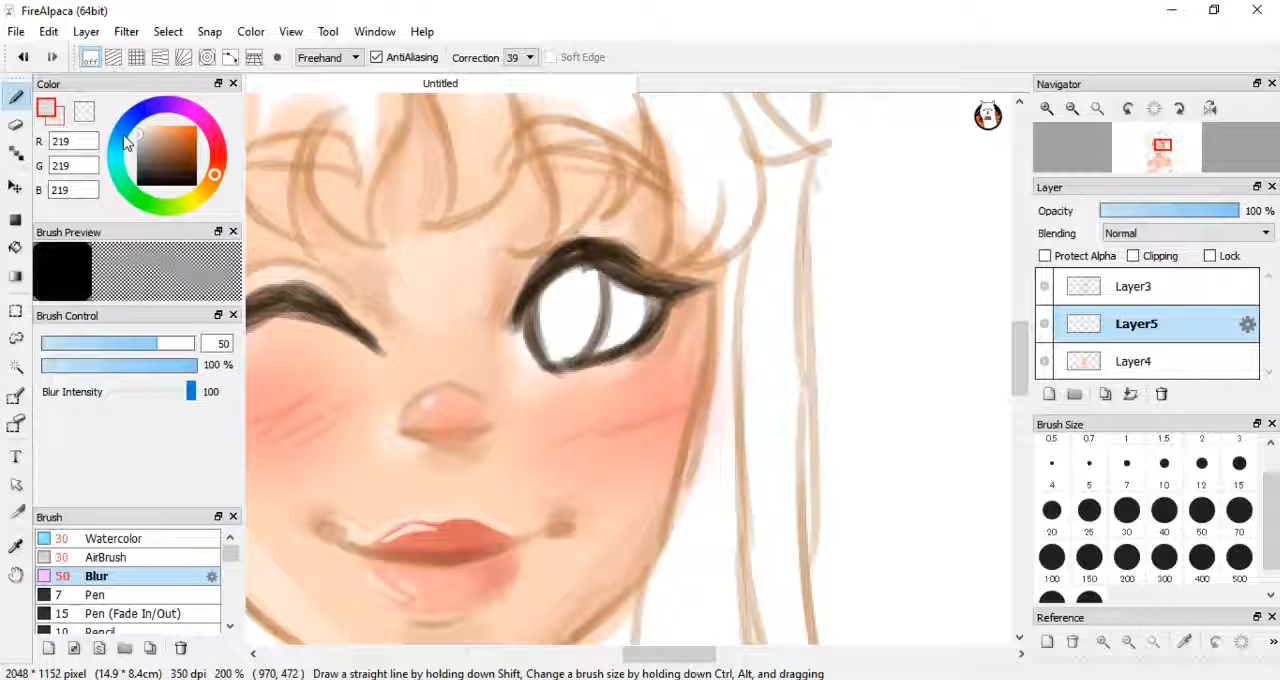 FireAlpaca (64bit)
File Edit Layer Filter Select Snap Color View Tool Window Help
off Freehand AntiAliasing Correction 39 Soft Edge
Color
Untitled
Navigator
R 219
G 219
B 219
Layer
Opacity 100 %
Blending Normal
Protect Alpha Clipping Lock
Brush Preview
Layer3
Brush Control
Layer5
50
100 %
Layer4
Blur Intensity 100
Brush Size
0.5 0.7 1 1.5 2 3
4 5 7 10 12 15
Brush
20 25 30 40 50 70
30 Watercolor
30 AirBrush
50 Blur
100 150 200 300 400 500
7 Pen
15 Pen (Fade In/Out)
Reference
10 Pencil
2048 * 1152 pixel (14.9 * 8.4cm) 350 dpi 200 % ( 970, 472 ) Draw a straight line by holding down Shift, Change a brush size by holding down Ctrl, Alt, and dragging